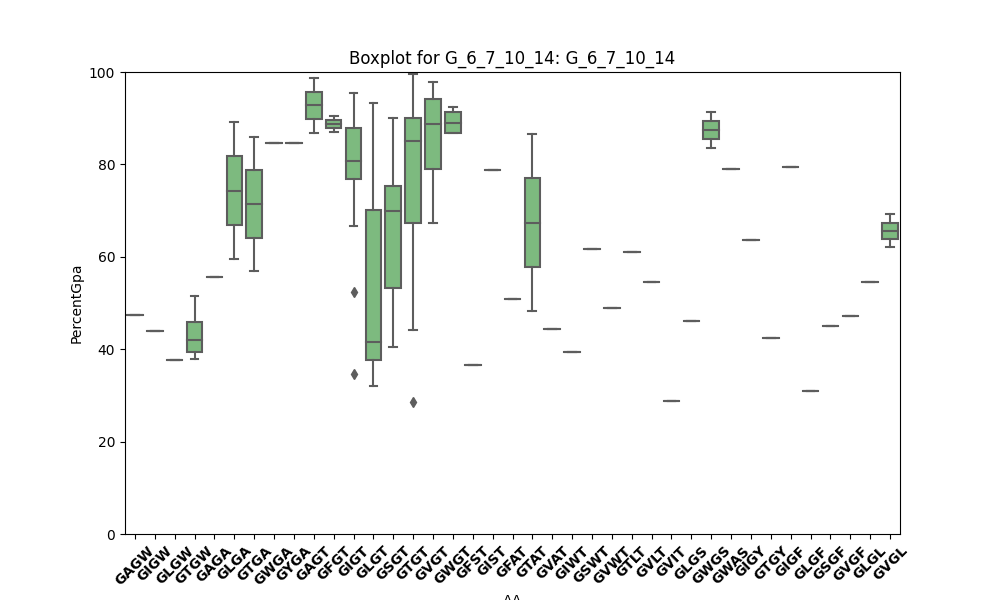 Boxplot for G_6_7_10_14: G_6_7_10_14
PercentGpa
100
80
60
40
20
0
GAGW GIGW GLGW GTGW GAGA GLGA GTGA GWGA GYGA GAGT GFGT GIGT GLGT GSGT GTGT GVGT GWGT GFST GIST GFAT GTAT GVAT GIWT GSWT GVWT GTLT GVLT GVIT GLGS GWGS GWAS GIGY GTGY GIGF GLGF GSGF GVGF GLGL GVGL
AA